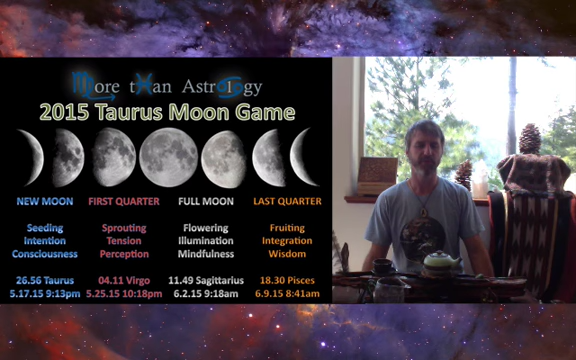 More than Astrology
2015 Taurus Moon Game
NEW MOON FIRST QUARTER FULL MOON LAST QUARTER
Seeding Sprouting Flowering Fruiting
Intention Tension Illumination Integration
Consciousness Perception Mindfulness Wisdom
26.56 Taurus 04.11 Virgo 11.49 Sagittarius 18.30 Pisces
5.17.15 9:13pm 5.25.15 10:18pm 6.2.15 9:18am 6.9.15 8:41am